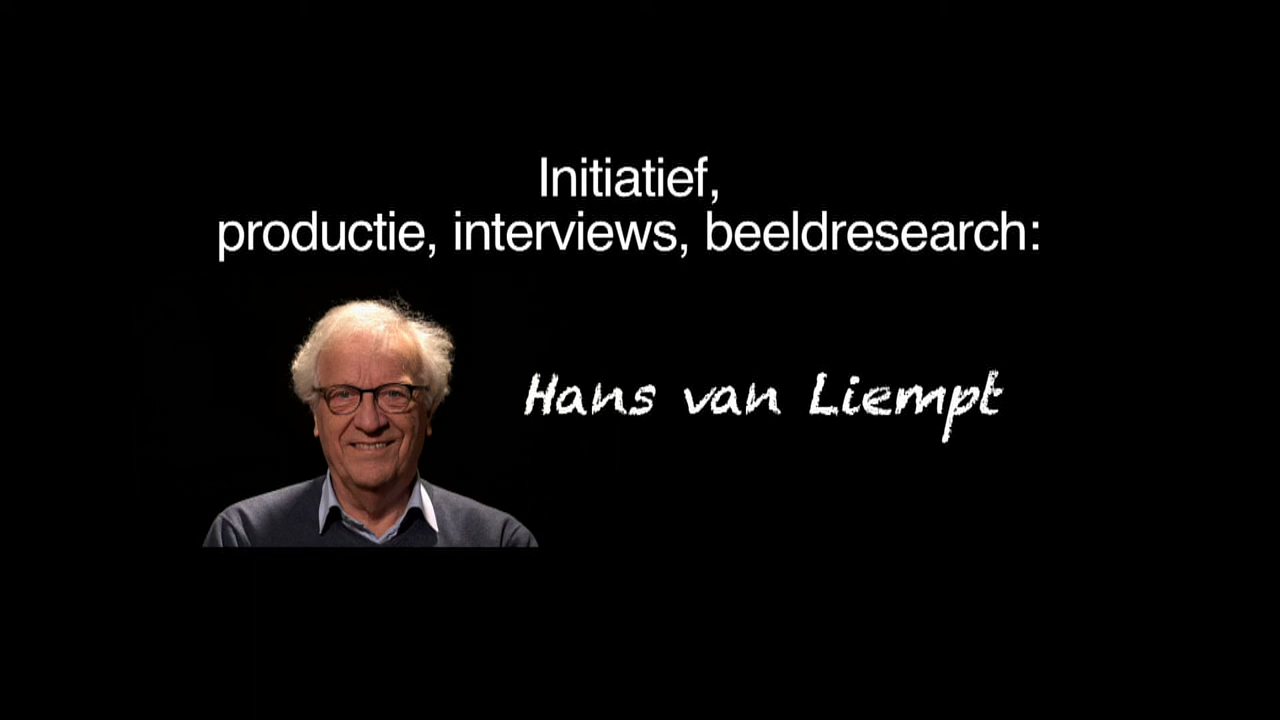 Initiatief,
productie, interviews, beeldresearch:
Hans van Liempt